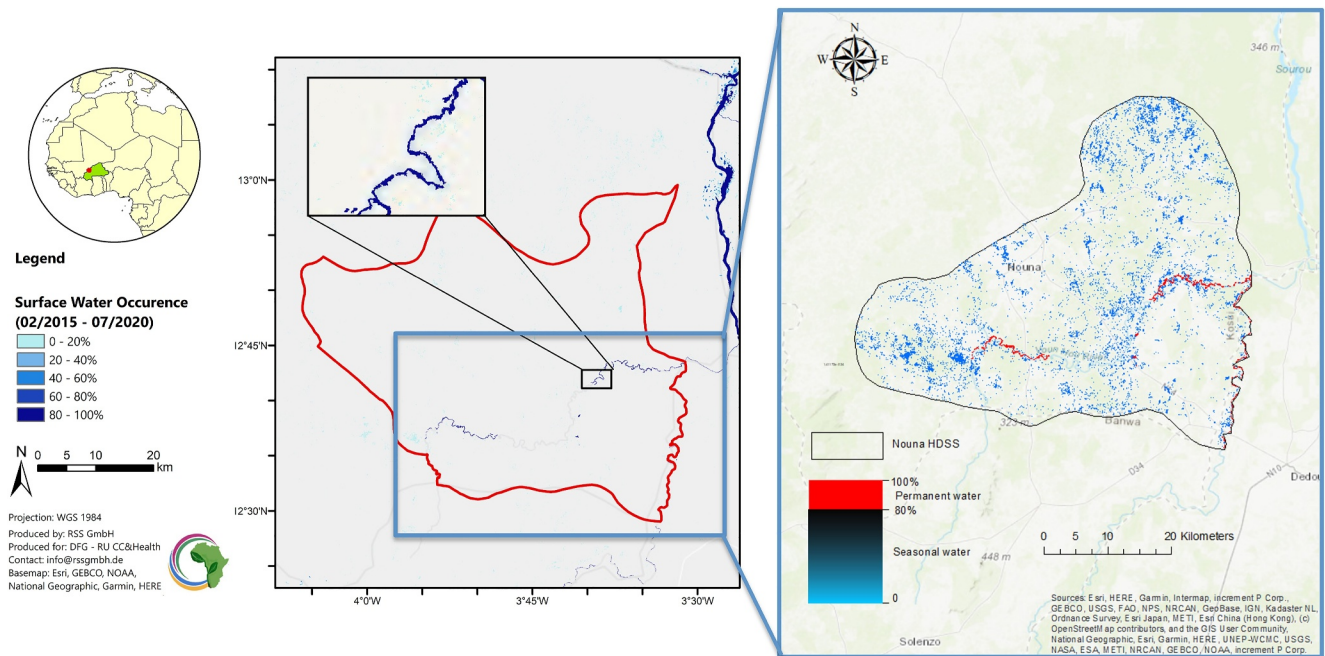 Legend
Surface Water Occurence
(02/2015 - 07/2020)
0 - 20%
20 - 40%
40 - 60%
60 - 80%
80 - 100%
N
0 5 10 20
km
Projection: WGS 1984
Produced by: RSS GmbH
Produced for: DFG - RU CC&Health
Contact: info@rssgmbh.de
Basemap: Esri, GEBCO, NOAA,
National Geographic, Garmin, HERE
13°0'N
12°45'N
12°30'N
4°0'W
3°45'W
3°30'W
N
W
E
S
346 m
Sourou
Nouna
Banwa
323 m
D34
N10
Dedou
448 m
Solenzo
Nouna HDSS
100%
Permanent water
80%
Seasonal water
0
0 5 10 20 Kilometers
Sources: Esri, HERE, Garmin, Intermap, increment P Corp.,
GEBCO, USGS, FAO, NPS, NRCAN, GeoBase, IGN, Kadaster NL,
Ordnance Survey, Esri Japan, METI, Esri China (Hong Kong), (c)
OpenStreetMap contributors, and the GIS User Community,
National Geographic, Esri, Garmin, HERE, UNEP-WCMC, USGS,
NASA, ESA, METI, NRCAN, GEBCO, NOAA, increment P Corp.